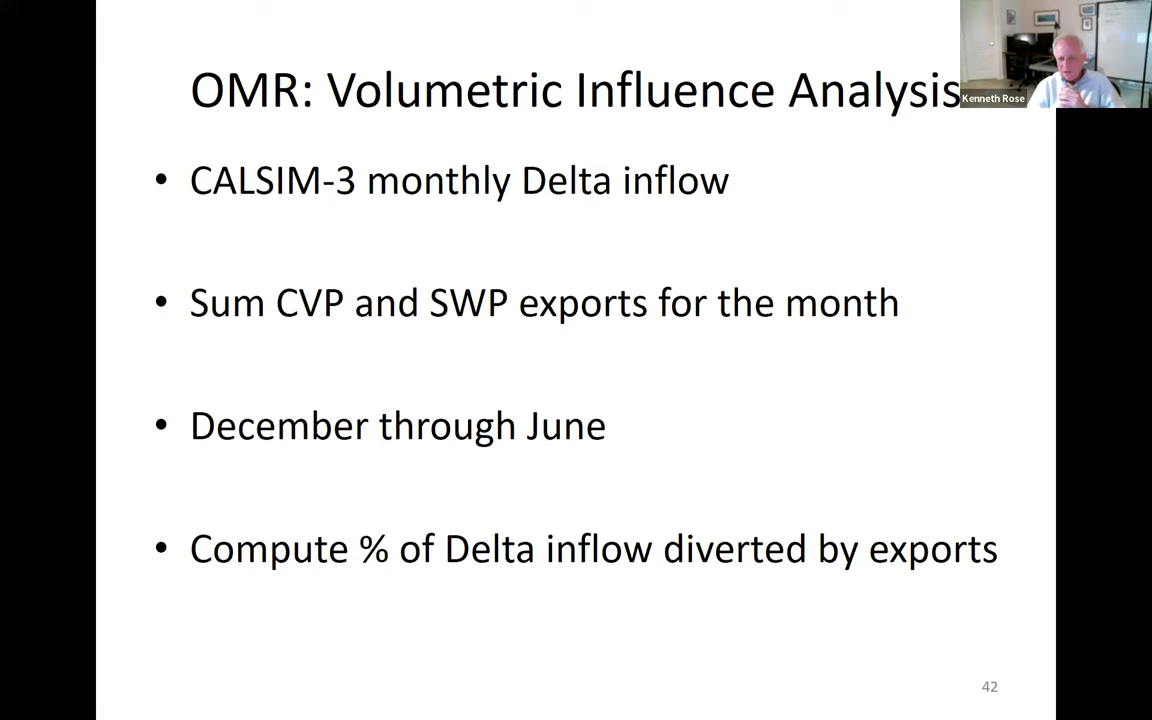 OMR: Volumetric Influence Analysis
Kenneth Rose
• CALSIM-3 monthly Delta inflow
• Sum CVP and SWP exports for the month
• December through June
• Compute % of Delta inflow diverted by exports
42